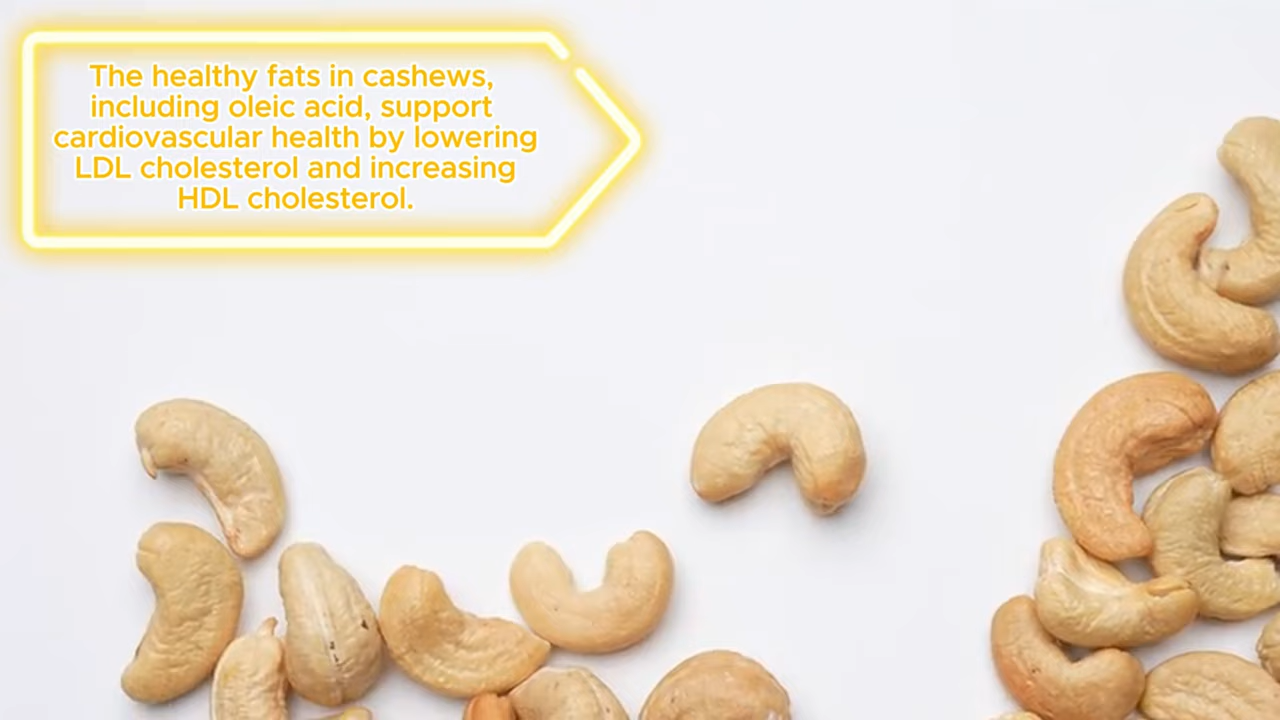 The healthy fats in cashews,
including oleic acid, support
cardiovascular health by lowering
LDL cholesterol and increasing
HDL cholesterol.